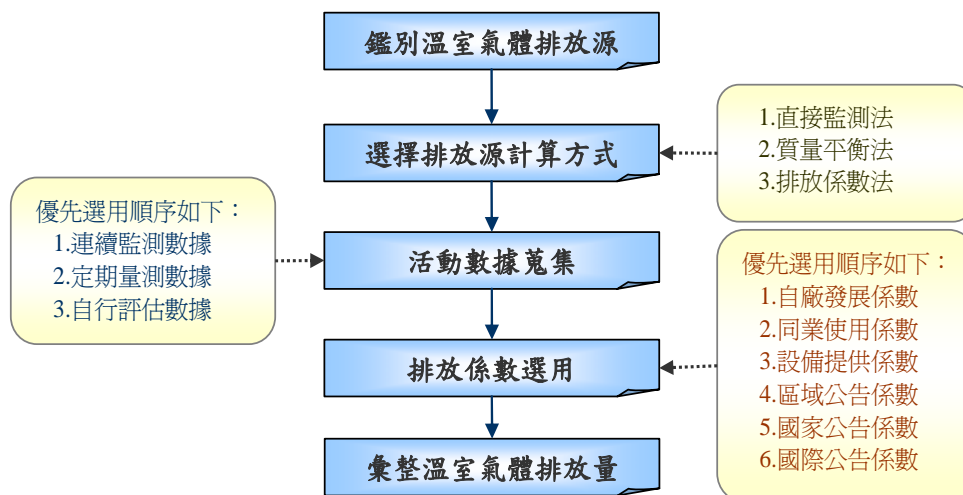 鑑別溫室氣體排放源
選擇排放源計算方式
1.直接監測法
2.質量平衡法
3.排放係數法
優先選用順序如下：
1.連續監測數據
2.定期量測數據
3.自行評估數據
活動數據蒐集
排放係數選用
優先選用順序如下：
1.自廠發展係數
2.同業使用係數
3.設備提供係數
4.區域公告係數
5.國家公告係數
6.國際公告係數
彙整溫室氣體排放量